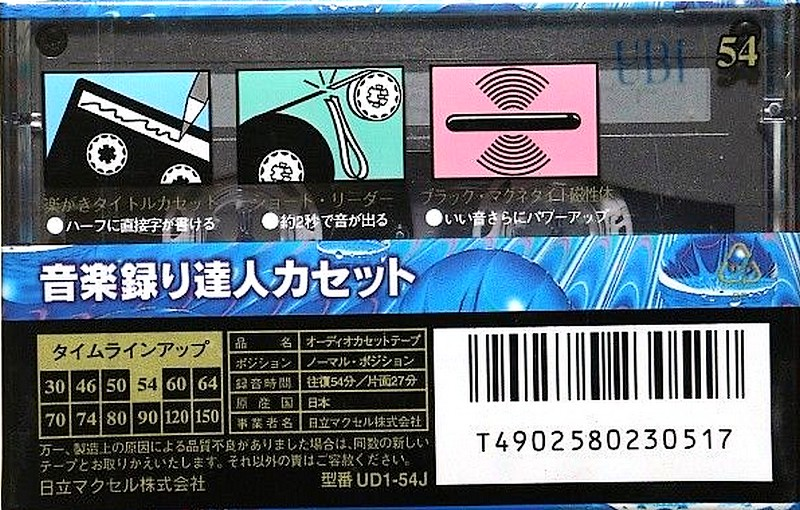 UD1 54
楽がきタイトルカセット
ショート・リーダー
ブラック・マグネタイト磁性体
●ハーフに直接字が書ける
●約2秒で音が出る
●いい音さらにパワーアップ
音楽録り達人カセット
タイムラインアップ
30 46 50 54 60 64
70 74 80 90 120 150
品名 オーディオカセットテープ
ポジション ノーマル・ポジション
録音時間 往復54分/片面27分
原産国 日本
事業者名 日立マクセル株式会社
万一、製造上の原因による品質不良がありました場合は、同数の新しい
テープとお取りかえいたします。それ以外の責はご容赦ください。
日立マクセル株式会社
型番 UD1-54J
T4902580230517